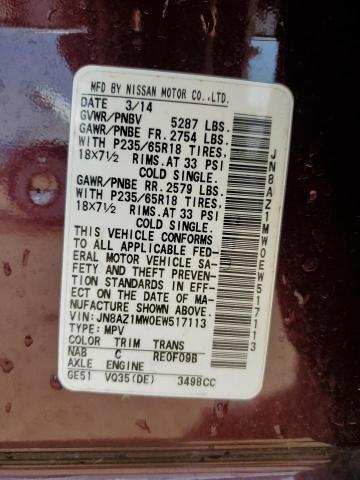 MFD BY NISSAN MOTOR CO.,LTD.
DATE 3/14
GVWR/PNBV 5287 LBS.
GAWR/PNBE FR. 2754 LBS.
WITH P235/65R18 TIRES,
18X7½ RIMS.AT 33 PSI
COLD SINGLE.
GAWR/PNBE RR. 2579 LBS.
WITH P235/65R18 TIRES,
18X7½ RIMS.AT 33 PSI
COLD SINGLE.
THIS VEHICLE CONFORMS
TO ALL APPLICABLE FED-
ERAL MOTOR VEHICLE SA-
FETY AND THEFT PREVEN-
TION STANDARDS IN EFF-
ECT ON THE DATE OF MA-
NUFACTURE SHOWN ABOVE.
VIN: JN8AZ1MW0EW517113
TYPE: MPV
COLOR TRIM TRANS
NAB C RE0F09B
AXLE ENGINE
GE51 VQ35(DE) 3498CC
JN8AZ1MW0EW517113